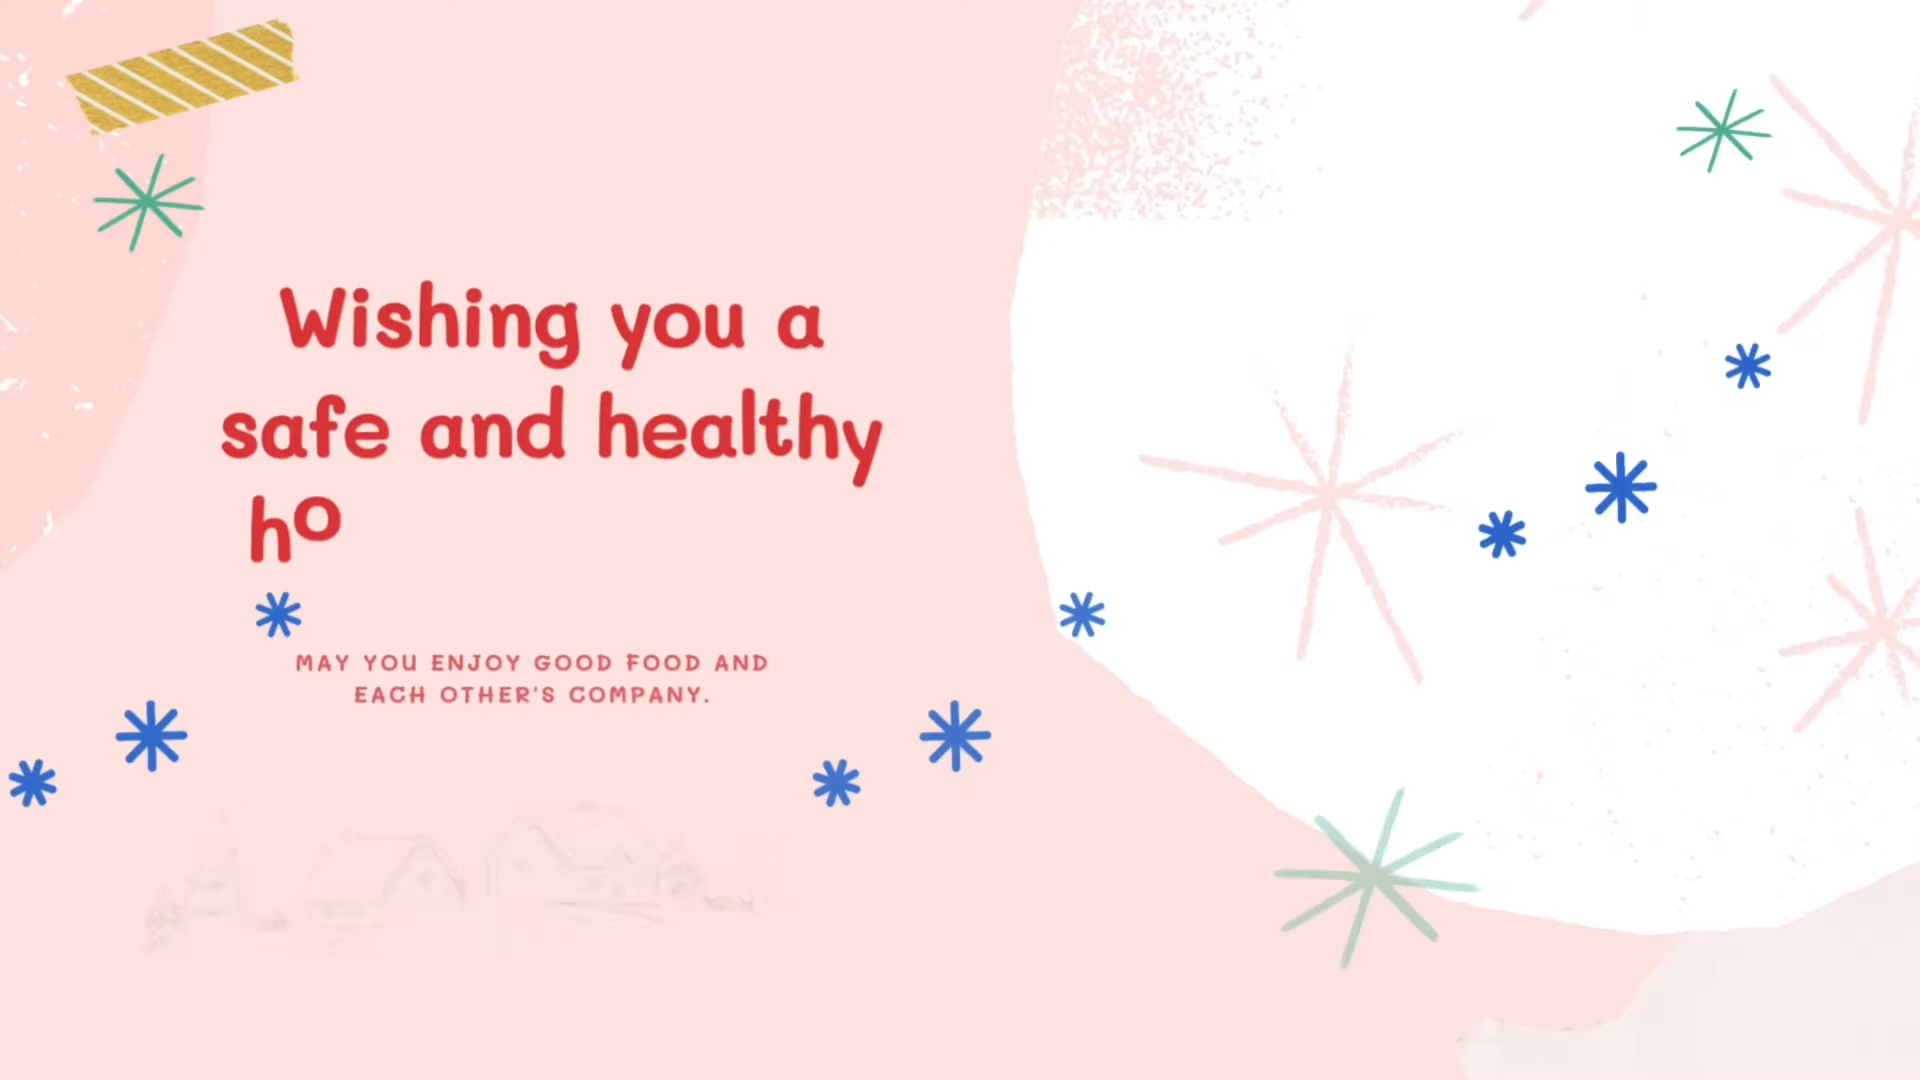 Wishing you a
safe and healthy
ho
MAY YOU ENJOY GOOD FOOD AND
EACH OTHER'S COMPANY.